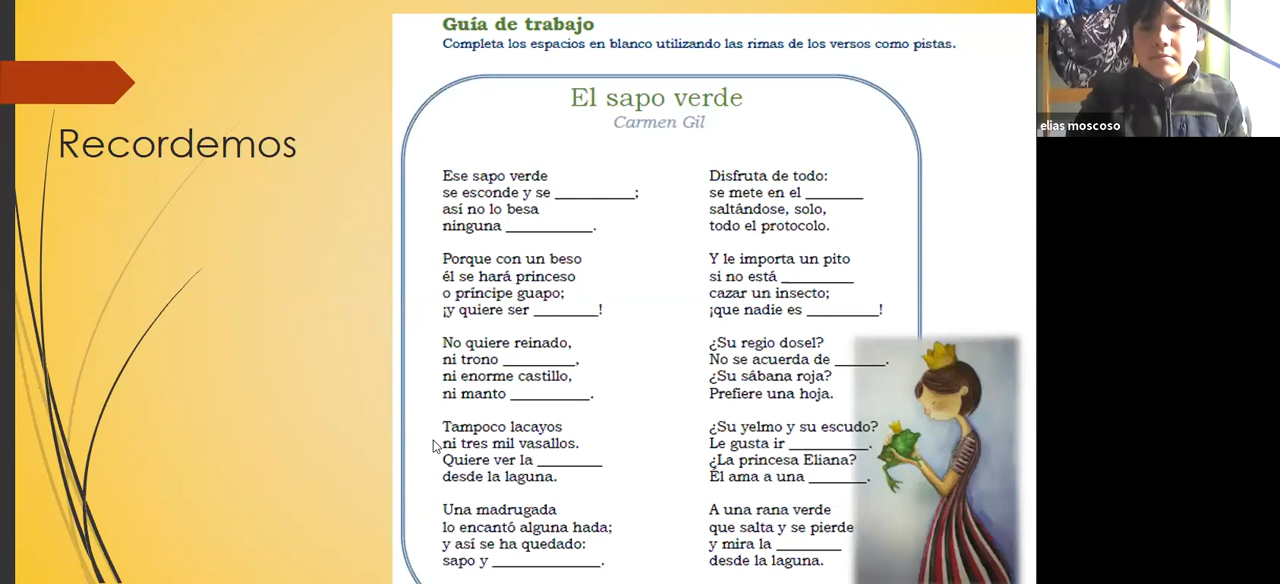 Recordemos
Guía de trabajo
Completa los espacios en blanco utilizando las rimas de los versos como pistas.
El sapo verde
Carmen Gil
Ese sapo verde
se esconde y se __________;
así no lo besa
ninguna ___________.
Porque con un beso
él se hará princeso
o príncipe guapo;
¡y quiere ser ________!
No quiere reinado,
ni trono _________,
ni enorme castillo,
ni manto __________.
Tampoco lacayos
ni tres mil vasallos.
Quiere ver la ________
desde la laguna.
Una madrugada
lo encantó alguna hada;
y así se ha quedado:
sapo y ______________.
Disfruta de todo:
se mete en el _______
saltándose, solo,
todo el protocolo.
Y le importa un pito
si no está _________
cazar un insecto;
¡que nadie es _________!
¿Su regio dosel?
No se acuerda de ______.
¿Su sábana roja?
Prefiere una hoja.
¿Su yelmo y su escudo?
Le gusta ir __________.
¿La princesa Eliana?
Él ama a una _______.
A una rana verde
que salta y se pierde
y mira la ________
desde la laguna.
elias moscoso